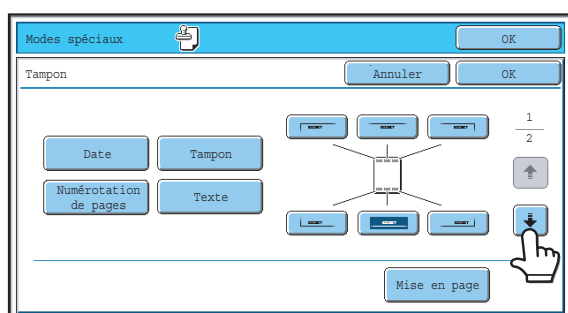 Modes spéciaux
OK
Tampon
Annuler
OK
1
2
Date
Tampon
Numérotation
de pages
Texte
Mise en page